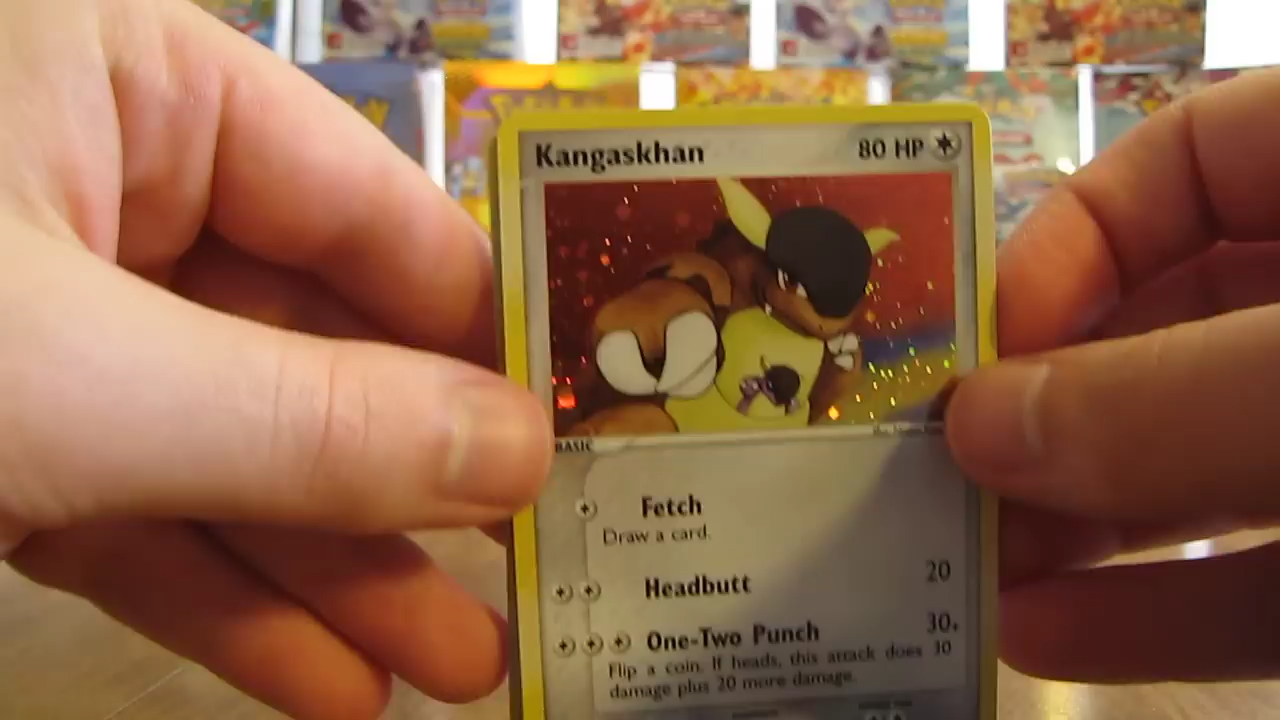 Kangaskhan 80 HP
BASIC
Fetch
Draw a card.
Headbutt 20
One-Two Punch 30+
Flip a coin. If heads, this attack does 30
damage plus 20 more damage.